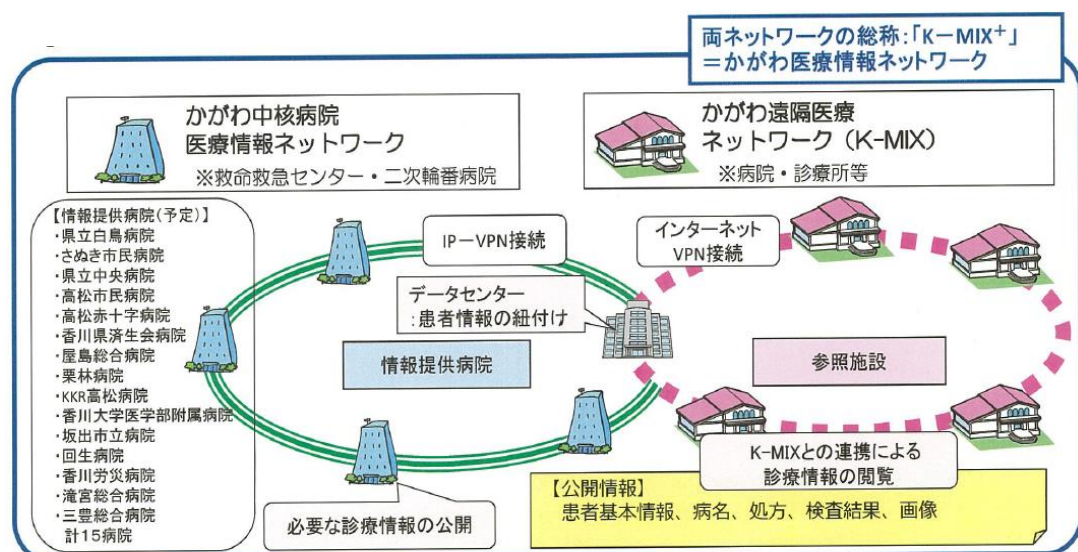 両ネットワークの総称:「K-MIX+」
=かがわ医療情報ネットワーク
かがわ中核病院
医療情報ネットワーク
※救命救急センター・二次輪番病院
かがわ遠隔医療
ネットワーク(K-MIX)
※病院・診療所等
【情報提供病院(予定)】
・県立白鳥病院
・さぬき市民病院
・県立中央病院
・高松市民病院
・高松赤十字病院
・香川県済生会病院
・屋島総合病院
・栗林病院
・KKR高松病院
・香川大学医学部附属病院
・坂出市立病院
・回生病院
・香川労災病院
・滝宮総合病院
・三豊総合病院
計15病院
IP-VPN接続
インターネット
VPN接続
データセンター
:患者情報の紐付け
情報提供病院
参照施設
K-MIXとの連携による
診療情報の閲覧
必要な診療情報の公開
【公開情報】
患者基本情報、病名、処方、検査結果、画像